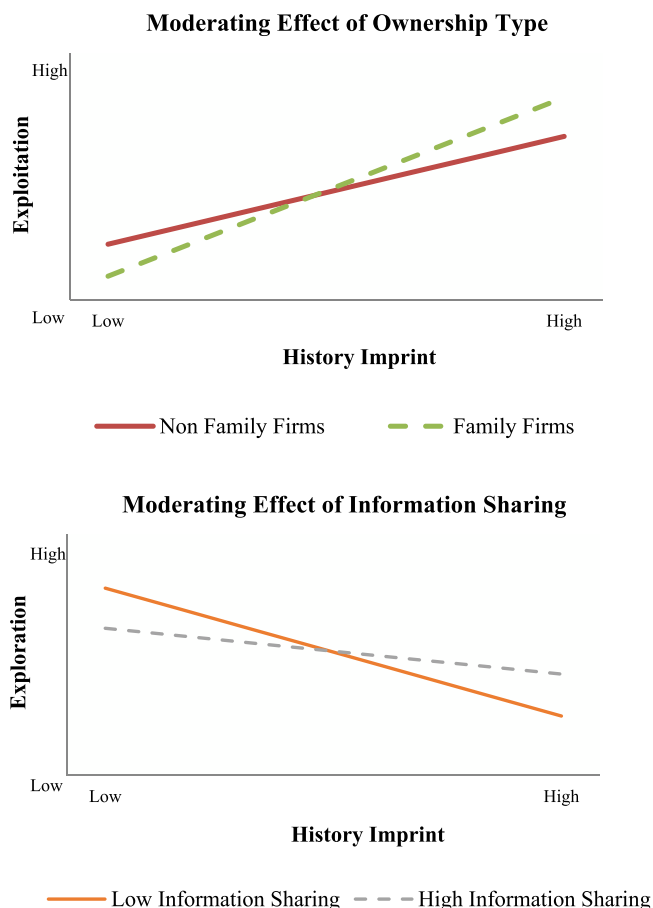 Moderating Effect of Ownership Type
High
Exploitation
Low
Low High
History Imprint
Non Family Firms Family Firms
Moderating Effect of Information Sharing
High
Exploration
Low
Low High
History Imprint
Low Information Sharing High Information Sharing